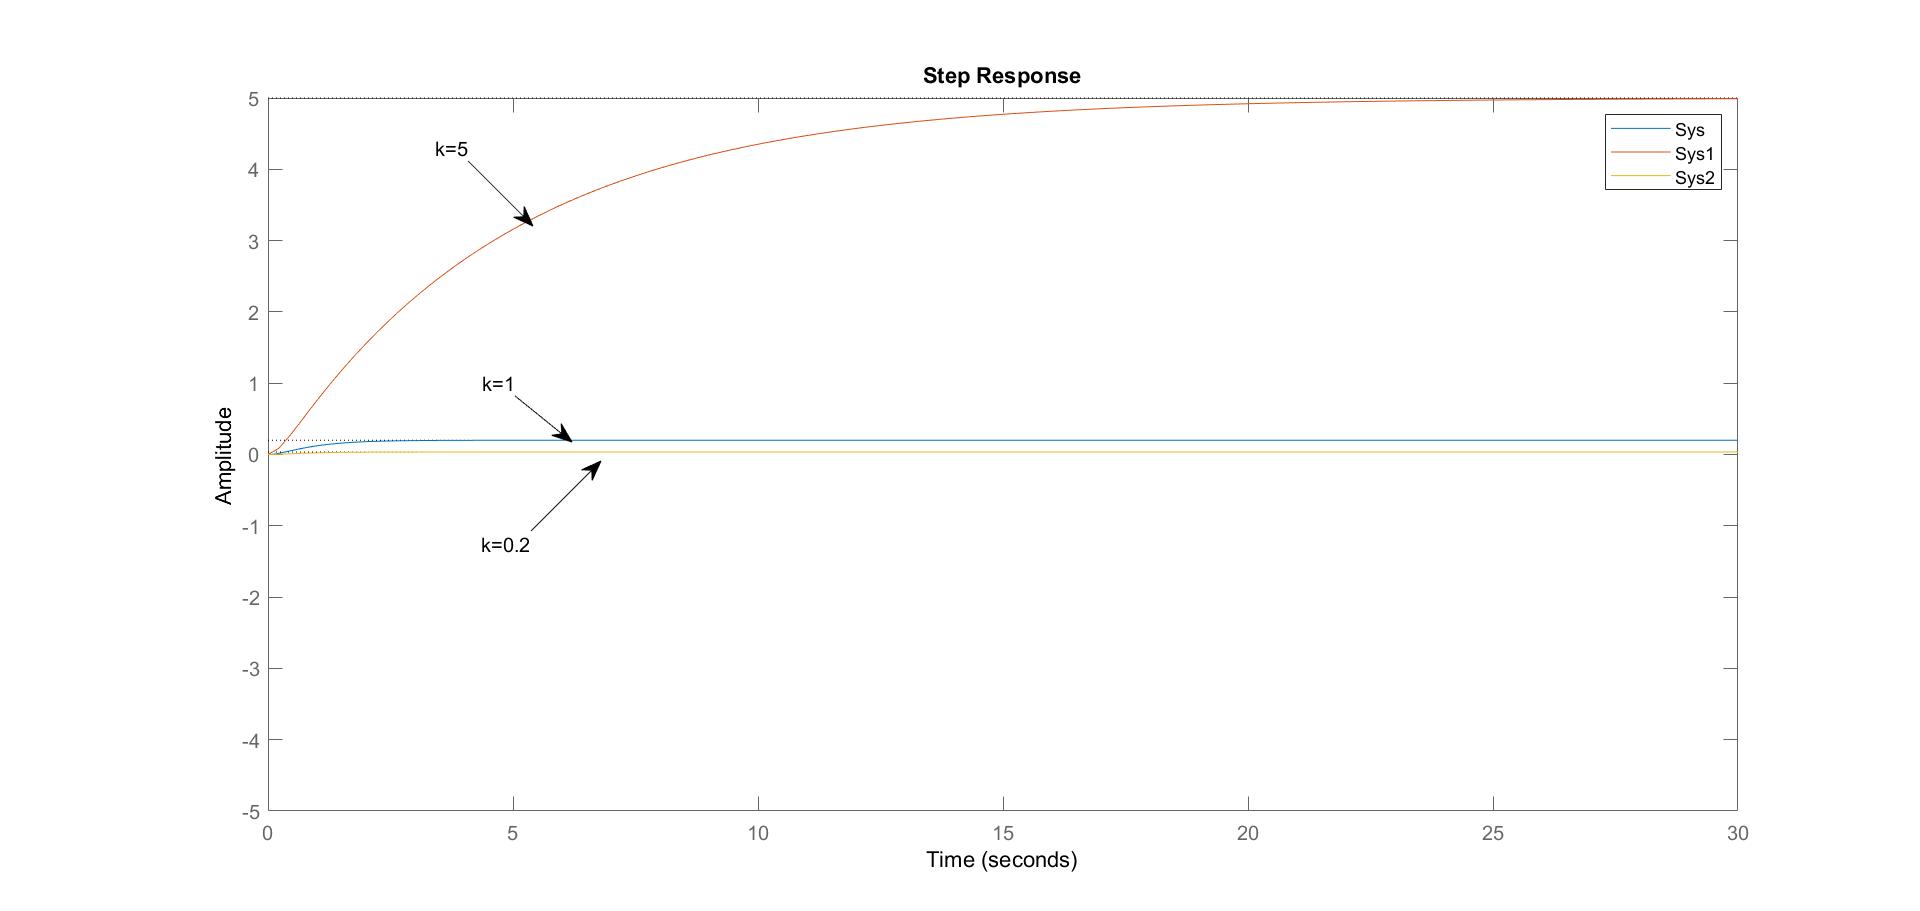 Step Response
5
4
3
2
1
0
-1
-2
-3
-4
-5
Amplitude
k=5
k=1
k=0.2
Sys
Sys1
Sys2
0 5 10 15 20 25 30
Time (seconds)